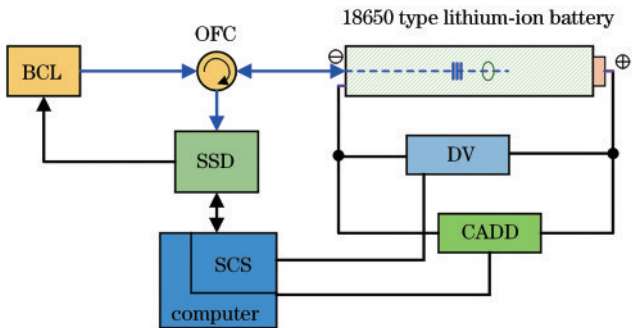 18650 type lithium-ion battery
OFC
BCL
⊖
⊕
SSD
DV
CADD
SCS
computer